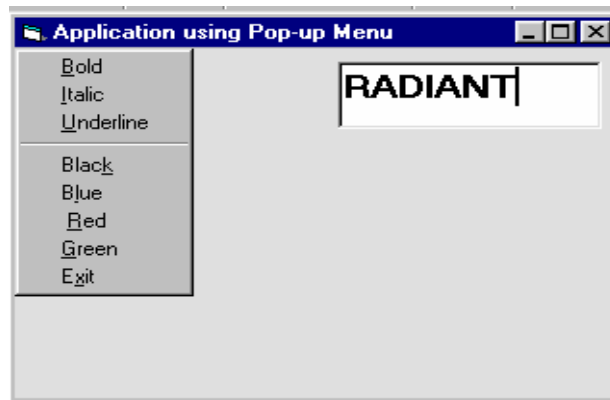 Application using Pop-up Menu
Bold
Italic
Underline
Black
Blue
Red
Green
Exit
RADIANT